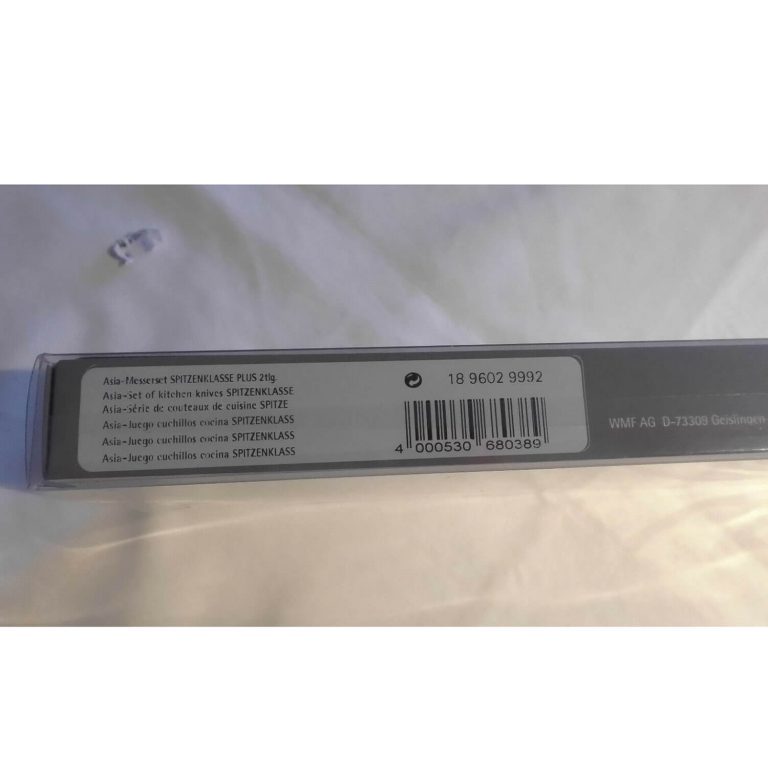 Asia-Messerset SPITZENKLASSE PLUS 2tlg.
Asia-Set of kitchen knives SPITZENKLASSE
Asia-Série de couteaux de cuisine SPITZE
Asia-Juego cuchillos cocina SPITZENKLASS
Asia-Juego cuchillos cocina SPITZENKLASS
Asia-Juego cuchillos cocina SPITZENKLASS
18 9602 9992
4 000530 680389
WMF AG D-73309 Geislingen